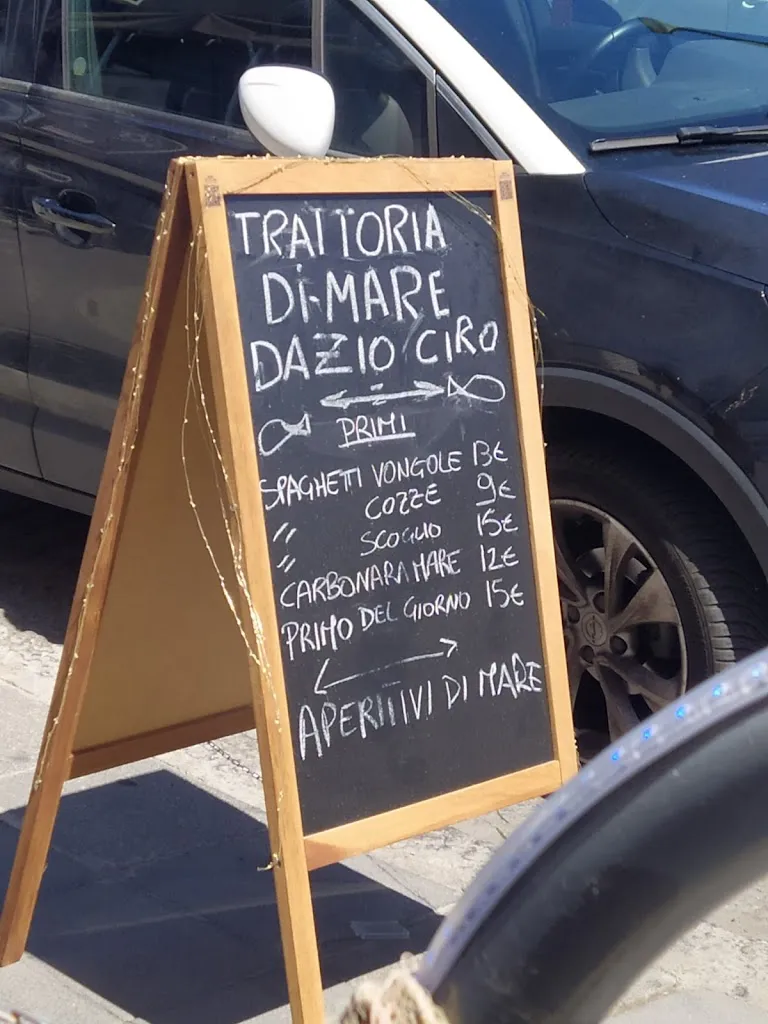 TRATTORIA
DI MARE
DAZIO CIRO
PRIMI
SPAGHETTI VONGOLE 13€
〃 COZZE 9€
〃 SCOGLIO 15€
CARBONARA MARE 12€
PRIMO DEL GIORNO 15€
APERITIVI DI MARE